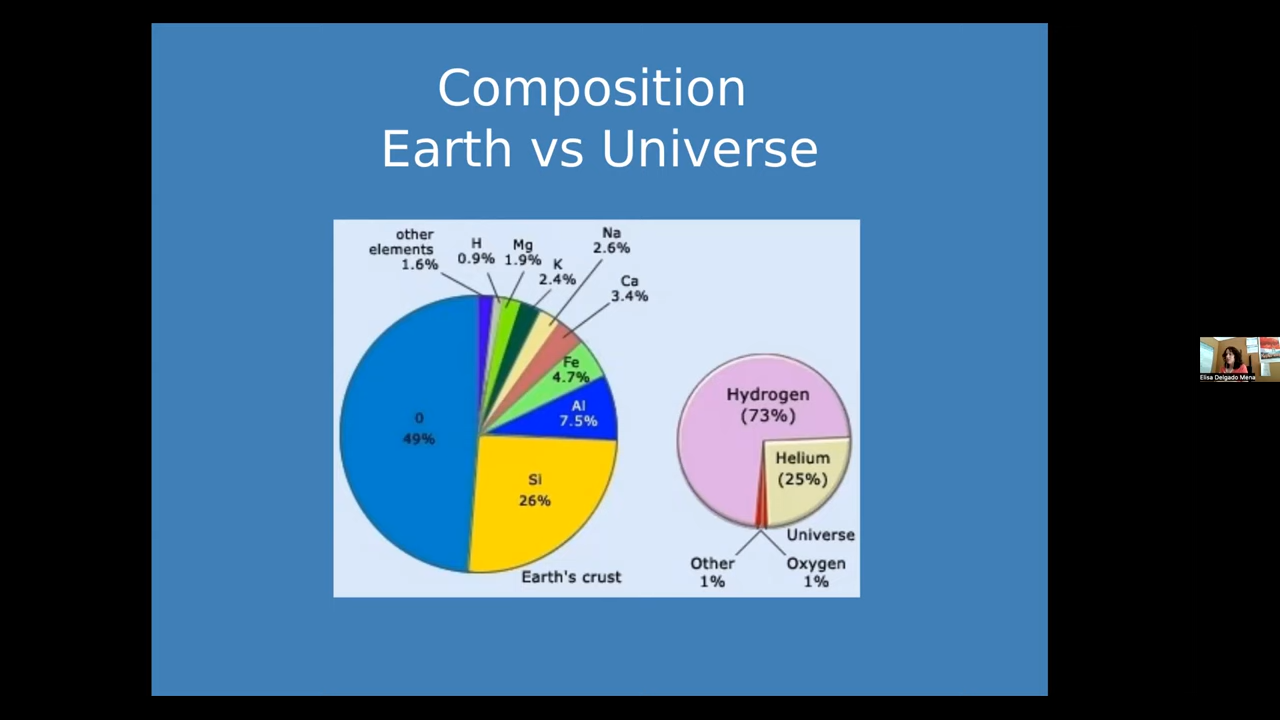 Composition
Earth vs Universe
other
elements
1.6%
H
0.9%
Mg
1.9%
K
2.4%
Na
2.6%
Ca
3.4%
Fe
4.7%
Al
7.5%
O
49%
Si
26%
Earth's crust
Hydrogen
(73%)
Helium
(25%)
Universe
Other
1%
Oxygen
1%
Elisa Delgado Mena